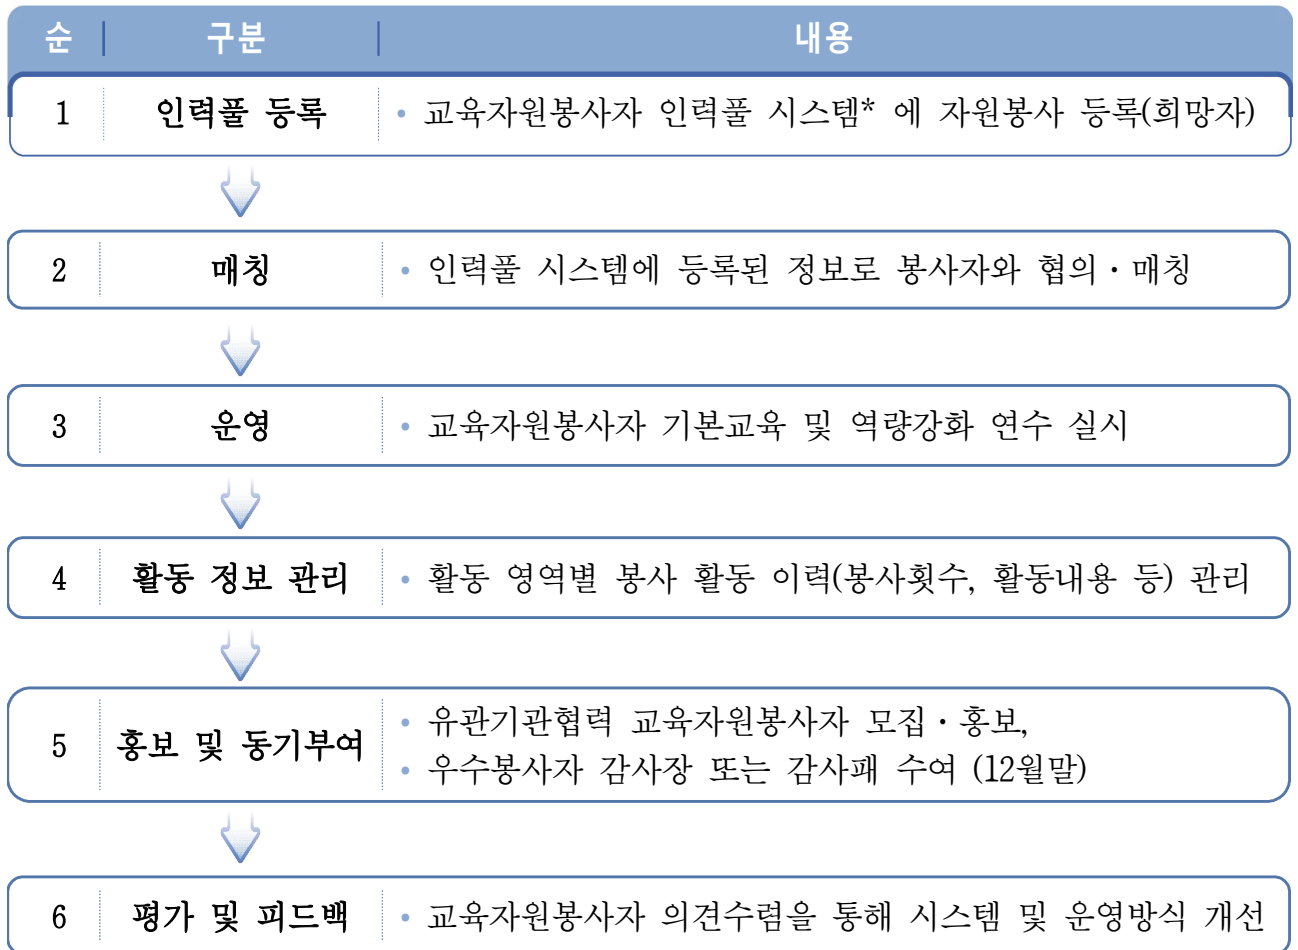 순 구분 내용
1 인력풀 등록 • 교육자원봉사자 인력풀 시스템* 에 자원봉사 등록(희망자)
2 매칭 • 인력풀 시스템에 등록된 정보로 봉사자와 협의・매칭
3 운영 • 교육자원봉사자 기본교육 및 역량강화 연수 실시
4 활동 정보 관리 • 활동 영역별 봉사 활동 이력(봉사횟수, 활동내용 등) 관리
5 홍보 및 동기부여 • 유관기관협력 교육자원봉사자 모집・홍보,
• 우수봉사자 감사장 또는 감사패 수여 (12월말)
6 평가 및 피드백 • 교육자원봉사자 의견수렴을 통해 시스템 및 운영방식 개선